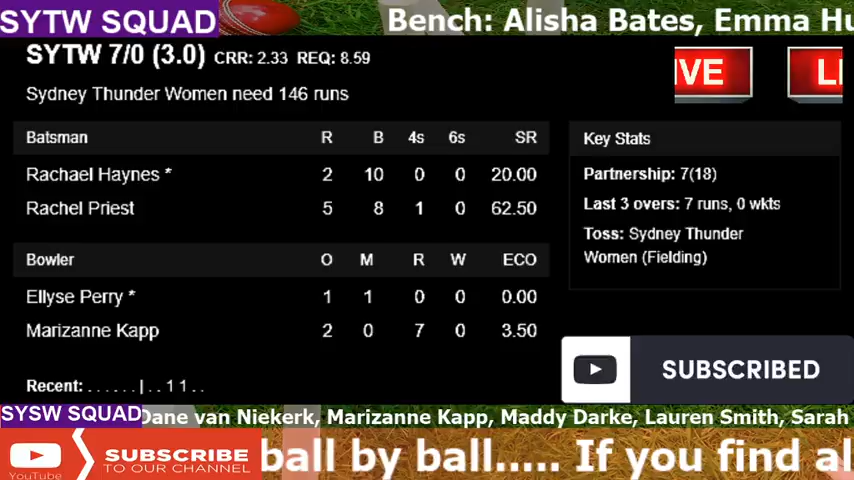 SYTW SQUAD
Bench: Alisha Bates, Emma Hu
SYTW 7/0 (3.0) CRR: 2.33 REQ: 8.59
IVE
LI
Sydney Thunder Women need 146 runs
Batsman R B 4s 6s SR
Rachael Haynes * 2 10 0 0 20.00
Rachel Priest 5 8 1 0 62.50
Key Stats
Partnership: 7(18)
Last 3 overs: 7 runs, 0 wkts
Toss: Sydney Thunder
Women (Fielding)
Bowler O M R W ECO
Ellyse Perry * 1 1 0 0 0.00
Marizanne Kapp 2 0 7 0 3.50
SUBSCRIBED
Recent: . . . . . . | . . 1 1 . .
SYSW SQUAD
Dane van Niekerk, Marizanne Kapp, Maddy Darke, Lauren Smith, Sarah
YouTube
SUBSCRIBE
TO OUR CHANNEL
ball by ball..... If you find al